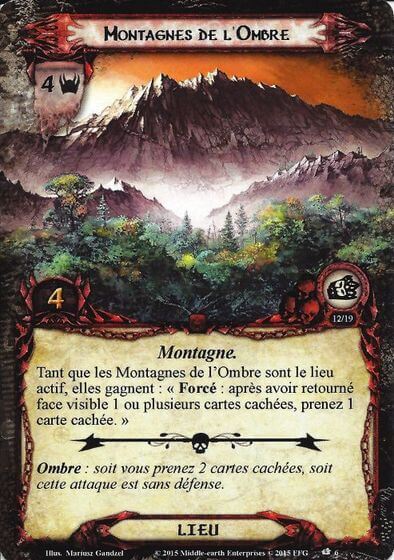 Montagnes de l'Ombre
4
4
12/19
Montagne.
Tant que les Montagnes de l'Ombre sont le lieu
actif, elles gagnent : « Forcé : après avoir retourné
face visible 1 ou plusieurs cartes cachées, prenez 1
carte cachée. »
Ombre : soit vous prenez 2 cartes cachées, soit
cette attaque est sans défense.
LIEU
Illus. Mariusz Gandzel
© 2015 Middle-earth Enterprises © 2015 FFG